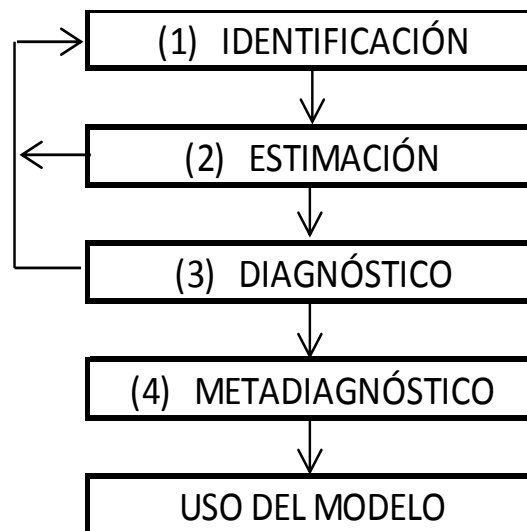 (1) IDENTIFICACIÓN
(2) ESTIMACIÓN
(3) DIAGNÓSTICO
(4) METADIAGNÓSTICO
USO DEL MODELO